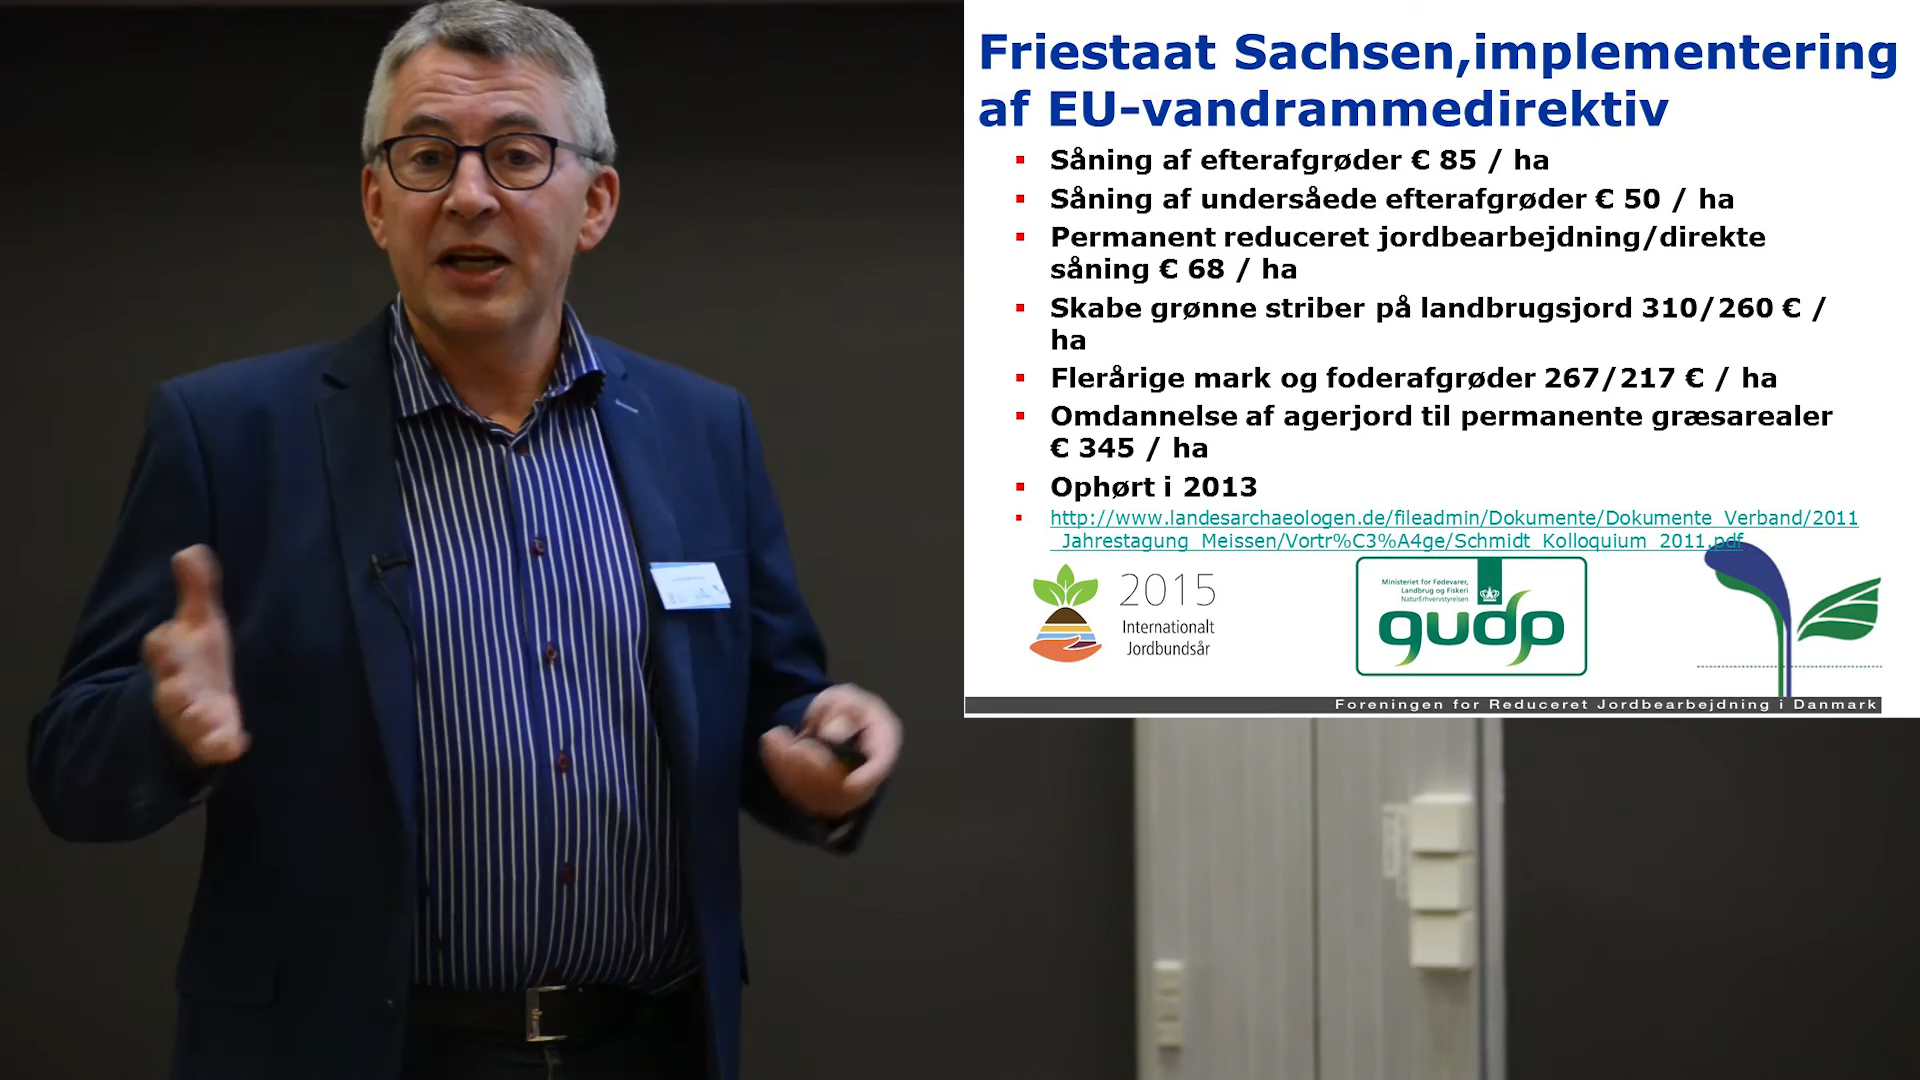 Friestaat Sachsen,implementering
af EU-vandrammedirektiv
Såning af efterafgrøder € 85 / ha
Såning af undersåede efterafgrøder € 50 / ha
Permanent reduceret jordbearbejdning/direkte
såning € 68 / ha
Skabe grønne striber på landbrugsjord 310/260 € /
ha
Flerårige mark og foderafgrøder 267/217 € / ha
Omdannelse af agerjord til permanente græsarealer
€ 345 / ha
Ophørt i 2013
http://www.landesarchaeologen.de/fileadmin/Dokumente/Dokumente_Verband/2011
_Jahrestagung_Meissen/Vortr%C3%A4ge/Schmidt_Kolloquium_2011.pdf
2015
Internationalt
Jordbundsår
Ministeriet for Fødevarer,
Landbrug og Fiskeri
NaturErhvervstyrelsen
gudp
Foreningen for Reduceret Jordbearbejdning i Danmark